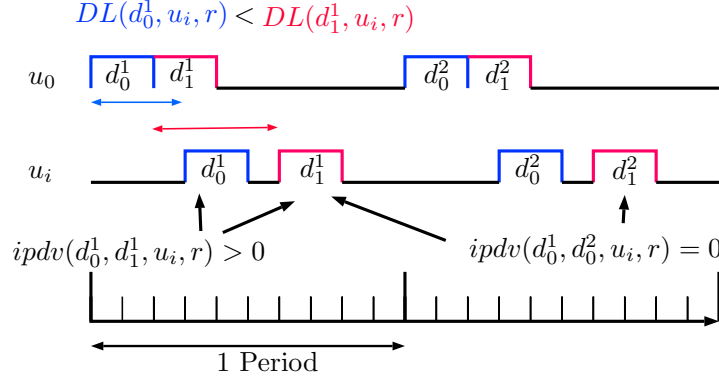 $DL(d_0^1, u_i, r) < DL(d_1^1, u_i, r)$
$u_0$ $d_0^1$ $d_1^1$ $d_0^2$ $d_1^2$
$u_i$ $d_0^1$ $d_1^1$ $d_0^2$ $d_1^2$
$ipdv(d_0^1, d_1^1, u_i, r) > 0$ $ipdv(d_0^1, d_0^2, u_i, r) = 0$
1 Period